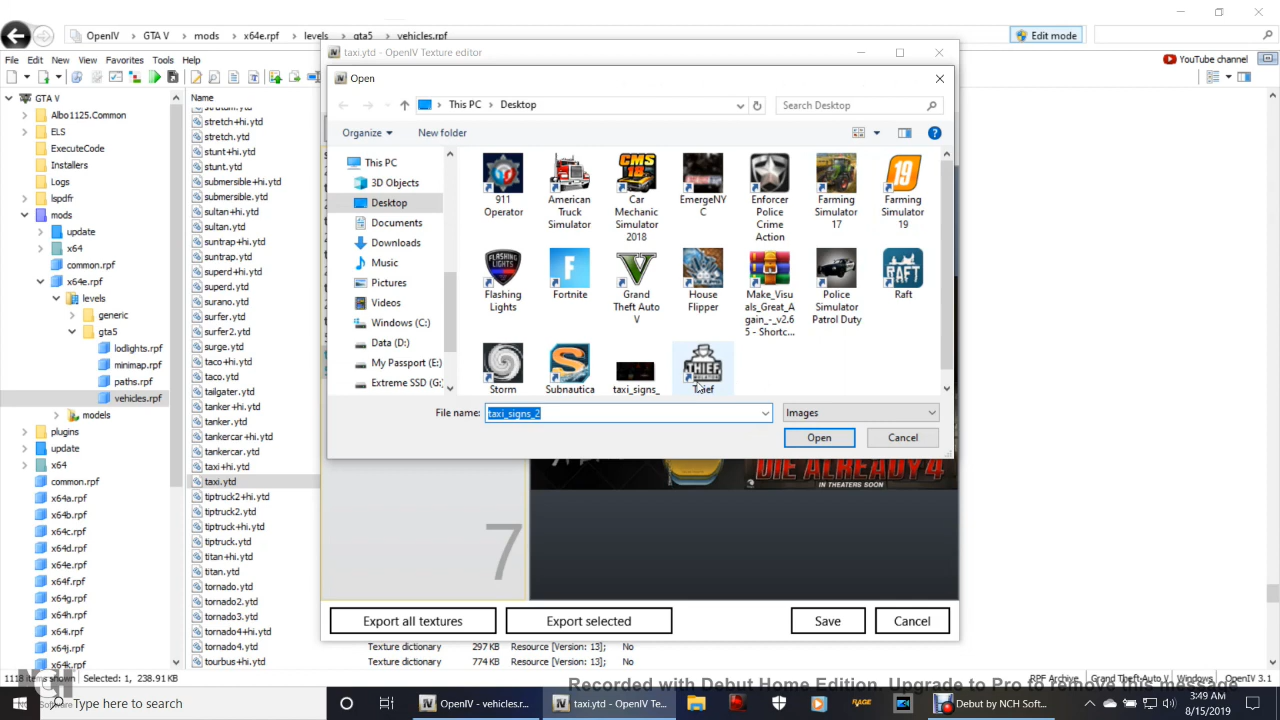 OpenIV ▸ GTA V ▸ mods ▸ x64e.rpf ▸ levels ▸ gta5 ▸ vehicles.rpf
Edit mode
File Edit View Favorites Tools Help
YouTube channel
GTA V
Albo1125.Common
ELS
ExecuteCode
Installers
Logs
lspdfr
mods
update
x64
common.rpf
x64e.rpf
levels
generic
gta5
lodlights.rpf
minimap.rpf
paths.rpf
vehicles.rpf
models
plugins
update
x64
common.rpf
x64a.rpf
x64b.rpf
x64c.rpf
x64d.rpf
x64e.rpf
x64f.rpf
x64g.rpf
x64h.rpf
x64i.rpf
x64j.rpf
x64k.rpf
Name
stretch+hi.ytd
stretch.ytd
stunt+hi.ytd
stunt.ytd
submersible+hi.ytd
submersible.ytd
sultan+hi.ytd
sultan.ytd
suntrap+hi.ytd
suntrap.ytd
superd+hi.ytd
superd.ytd
surano.ytd
surfer.ytd
surfer2.ytd
surge.ytd
taco+hi.ytd
taco.ytd
tailgater.ytd
tanker+hi.ytd
tanker.ytd
tankercar+hi.ytd
tankercar.ytd
taxi+hi.ytd
taxi.ytd
tiptruck2+hi.ytd
tiptruck2.ytd
tiptruck+hi.ytd
tiptruck.ytd
titan+hi.ytd
titan.ytd
tornado.ytd
tornado2.ytd
tornado3.ytd
tornado4+hi.ytd
tornado4.ytd Texture dictionary 297 KB Resource [Version: 13]; No
tourbus+hi.ytd Texture dictionary 774 KB Resource [Version: 13]; No
taxi.ytd - OpenIV Texture editor
Open
This PC > Desktop
Search Desktop
Organize New folder
This PC
3D Objects
Desktop
Documents
Downloads
Music
Pictures
Videos
Windows (C:)
Data (D:)
My Passport (E:)
Extreme SSD (G:)
911 Operator
American Truck Simulator
Car Mechanic Simulator 2018
EmergeNYC
Enforcer Police Crime Action
Farming Simulator 17
Farming Simulator 19
Flashing Lights
Fortnite
Grand Theft Auto V
House Flipper
Make_Visuals_Great_Again_-_v2.65 - Shortc...
Police Simulator Patrol Duty
Raft
Storm
Subnautica
taxi_signs_
Thief
File name: taxi_signs_2
Images
Open Cancel
DIE ALREADY 4
IN THEATERS SOON
7
Export all textures Export selected Save Cancel
1118 items shown Selected: 1, 238.91 KB
RPF Archive Grand Theft Auto V Windows OpenIV 3.1
NCH
Software
Recorded with Debut Home Edition. Upgrade to Pro to remove this message
Type here to search
OpenIV - vehicles.r...
taxi.ytd - OpenIV Te...
RAGE
Debut by NCH Soft...
3:49 AM
8/15/2019